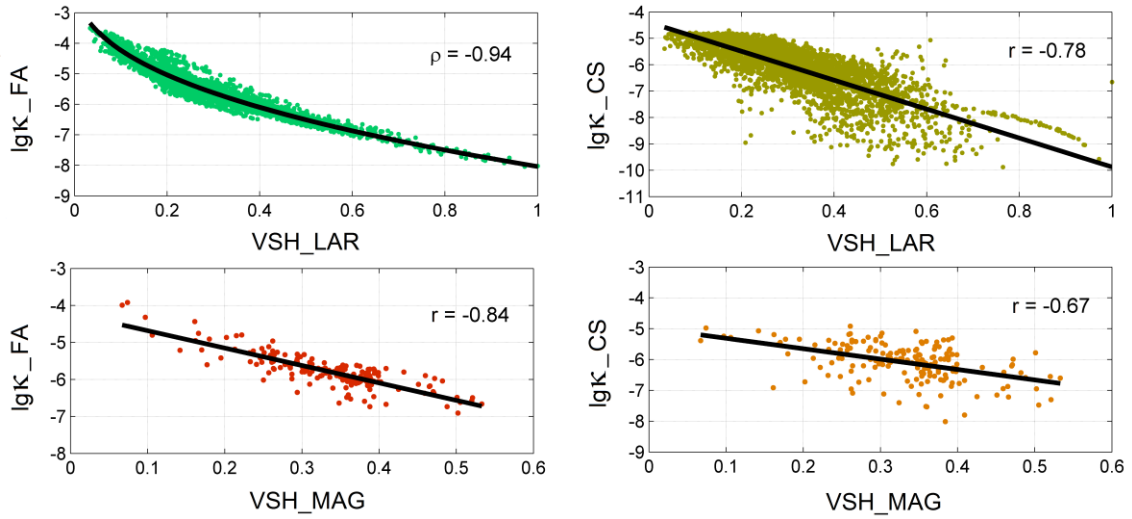 -3
-4
-5
-6
-7
-8
-9
lgκ_FA
ρ = -0.94
0 0.2 0.4 0.6 0.8 1
VSH_LAR
-4
-5
-6
-7
-8
-9
-10
-11
lgκ_CS
r = -0.78
0 0.2 0.4 0.6 0.8 1
VSH_LAR
-3
-4
-5
-6
-7
-8
lgκ_FA
r = -0.84
0 0.1 0.2 0.3 0.4 0.5 0.6
VSH_MAG
-3
-4
-5
-6
-7
-8
-9
lgκ_CS
r = -0.67
0 0.1 0.2 0.3 0.4 0.5 0.6
VSH_MAG